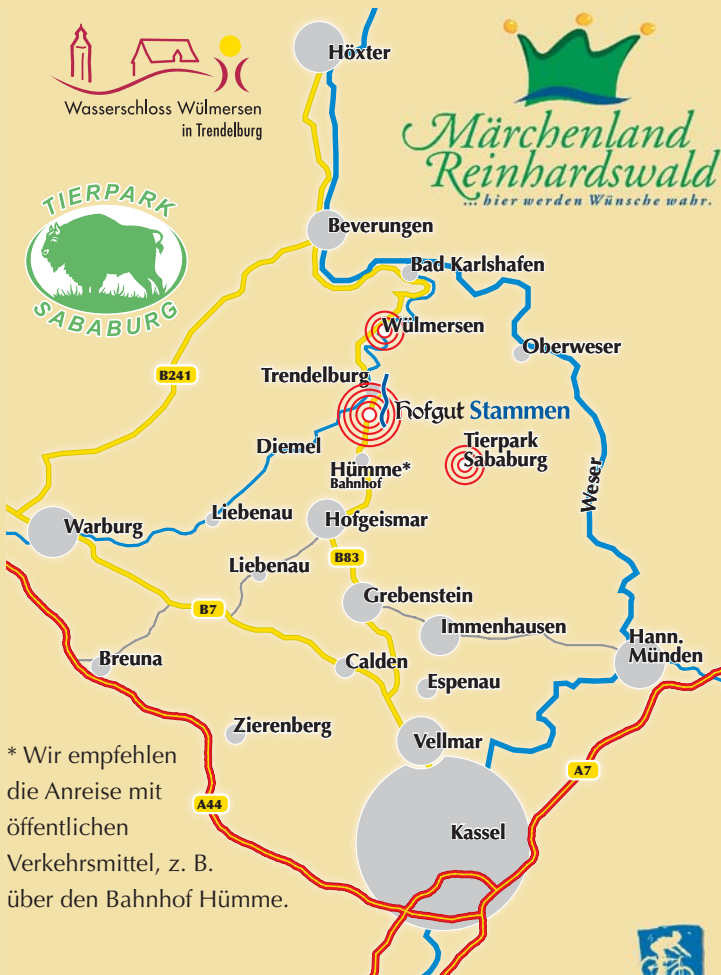 Höxter
Wasserschloss Wülmersen
in Trendelburg
Märchenland
Reinhardswald
... hier werden Wünsche wahr.
TIERPARK
SABABURG
Beverungen
Bad Karlshafen
Wülmersen
Oberweser
B241
Trendelburg
Hofgut Stammen
Tierpark
Sababurg
Diemel
Hümme*
Bahnhof
Weser
Warburg
Liebenau
Hofgeismar
Liebenau
B83
Grebenstein
B7
Immenhausen
Hann.
Münden
Breuna
Calden
Espenau
Zierenberg
Vellmar
* Wir empfehlen
die Anreise mit
öffentlichen
Verkehrsmittel, z. B.
über den Bahnhof Hümme.
A7
A44
Kassel